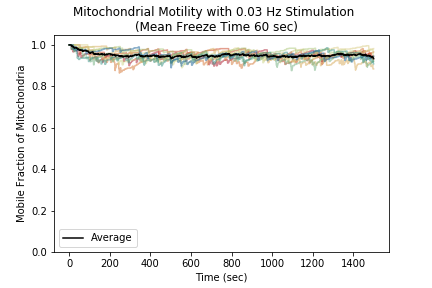 Mitochondrial Motility with 0.03 Hz Stimulation
(Mean Freeze Time 60 sec)
Mobile Fraction of Mitochondria
1.0
0.8
0.6
0.4
0.2
0.0
Average
0 200 400 600 800 1000 1200 1400
Time (sec)